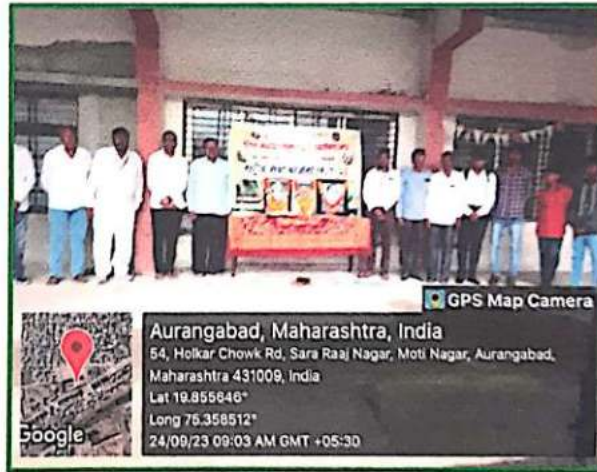 GPS Map Camera
Aurangabad, Maharashtra, India
54, Holkar Chowk Rd, Sara Raaj Nagar, Moti Nagar, Aurangabad,
Maharashtra 431009, India
Lat 19.855646°
Long 75.358512°
24/09/23 09:03 AM GMT +05:30
Google